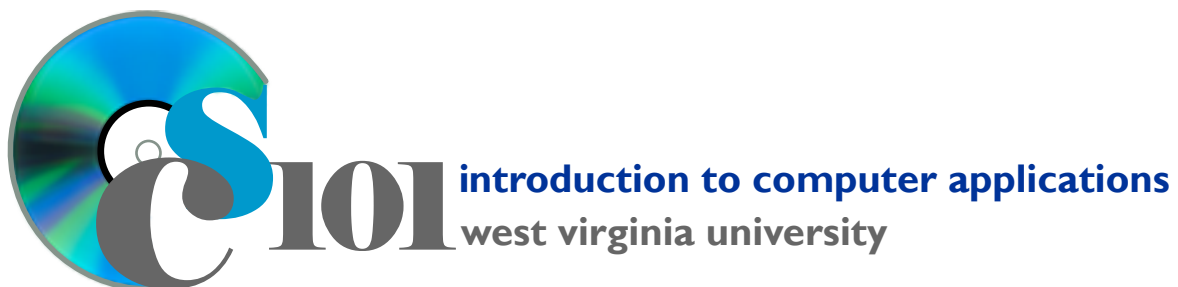 CS101
introduction to computer applications
west virginia university